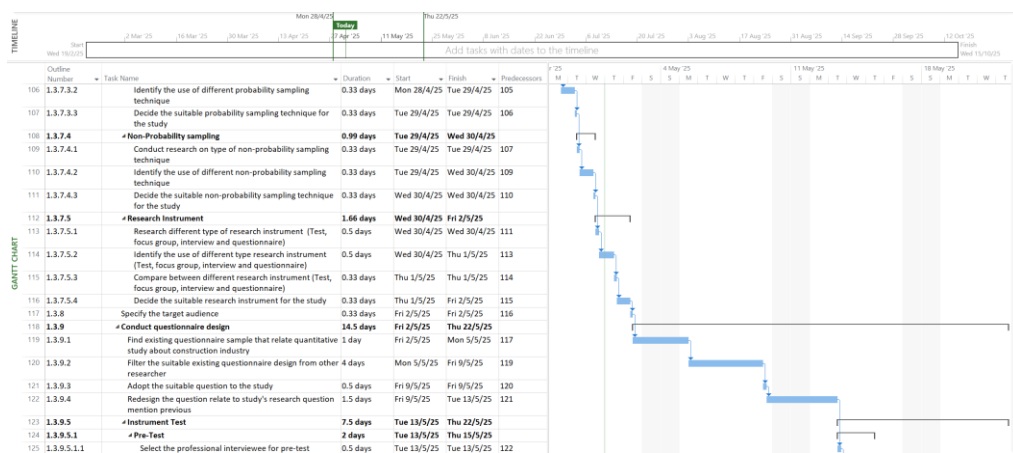 TIMELINE
Mon 28/4/25
Thu 22/5/25
Today
Start
Wed 19/2/25
2 Mar '25 16 Mar '25 30 Mar '25 13 Apr '25 27 Apr '25 11 May '25 25 May '25 8 Jun '25 22 Jun '25 6 Jul '25 20 Jul '25 3 Aug '25 17 Aug '25 31 Aug '25 14 Sep '25 28 Sep '25 12 Oct '25
Add tasks with dates to the timeline
Finish
Wed 15/10/25
GANTT CHART
Outline Number Task Name Duration Start Finish Predecessors
r '25 4 May '25 11 May '25 18 May '25
M T W T F S S M T W T F S S M T W T F S S M T W T
106 1.3.7.3.2 Identify the use of different probability sampling 0.33 days Mon 28/4/25 Tue 29/4/25 105
technique
107 1.3.7.3.3 Decide the suitable probability sampling technique for 0.33 days Tue 29/4/25 Tue 29/4/25 106
the study
108 1.3.7.4 Non-Probability sampling 0.99 days Tue 29/4/25 Wed 30/4/25
109 1.3.7.4.1 Conduct research on type of non-probability sampling 0.33 days Tue 29/4/25 Tue 29/4/25 107
technique
110 1.3.7.4.2 Identify the use of different non-probability sampling 0.33 days Tue 29/4/25 Wed 30/4/25 109
technique
111 1.3.7.4.3 Decide the suitable non-probability sampling technique 0.33 days Wed 30/4/25 Wed 30/4/25 110
for the study
112 1.3.7.5 Research Instrument 1.66 days Wed 30/4/25 Fri 2/5/25
113 1.3.7.5.1 Research different type of research instrument (Test, 0.5 days Wed 30/4/25 Wed 30/4/25 111
focus group, interview and questionnaire)
114 1.3.7.5.2 Identify the use of different type research instrument 0.5 days Wed 30/4/25 Thu 1/5/25 113
(Test, focus group, interview and questionnaire)
115 1.3.7.5.3 Compare between different research instrument (Test, 0.33 days Thu 1/5/25 Thu 1/5/25 114
focus group, interview and questionnaire)
116 1.3.7.5.4 Decide the suitable research instrument for the study 0.33 days Thu 1/5/25 Fri 2/5/25 115
117 1.3.8 Specify the target audience 0.33 days Fri 2/5/25 Fri 2/5/25 116
118 1.3.9 Conduct questionnaire design 14.5 days Fri 2/5/25 Thu 22/5/25
119 1.3.9.1 Find existing questionnaire sample that relate quantitative 1 day Fri 2/5/25 Mon 5/5/25 117
study about construction industry
120 1.3.9.2 Filter the suitable existing questionnaire design from other 4 days Mon 5/5/25 Fri 9/5/25 119
researcher
121 1.3.9.3 Adopt the suitable question to the study 0.5 days Fri 9/5/25 Fri 9/5/25 120
122 1.3.9.4 Redesign the question relate to study's research question 1.5 days Fri 9/5/25 Tue 13/5/25 121
mention previous
123 1.3.9.5 Instrument Test 7.5 days Tue 13/5/25 Thu 22/5/25
124 1.3.9.5.1 Pre-Test 2 days Tue 13/5/25 Thu 15/5/25
125 1.3.9.5.1.1 Select the professional interviewee for pre-test 0.5 days Tue 13/5/25 Tue 13/5/25 122